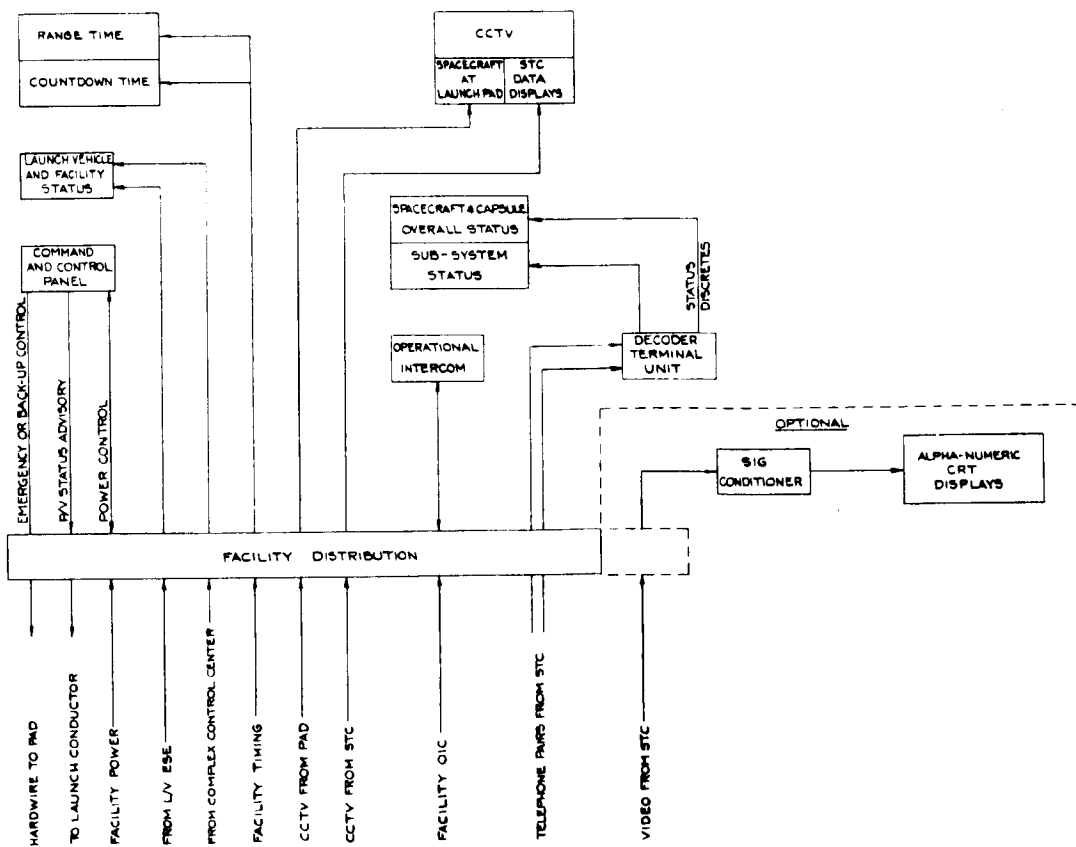 RANGE TIME
COUNTDOWN TIME
CCTV
SPACECRAFT
AT
LAUNCH PAD
STC
DATA
DISPLAYS
LAUNCH VEHICLE
AND FACILITY
STATUS
SPACECRAFT & CAPSULE
OVERALL STATUS
SUB-SYSTEM
STATUS
COMMAND
AND CONTROL
PANEL
STATUS
DISCRETES
OPERATIONAL
INTERCOM
DECODER
TERMINAL
UNIT
EMERGENCY OR BACK-UP CONTROL
P/V STATUS ADVISORY
POWER CONTROL
OPTIONAL
SIG
CONDITIONER
ALPHA-NUMERIC
CRT
DISPLAYS
FACILITY DISTRIBUTION
HARDWIRE TO PAD
TO LAUNCH CONDUCTOR
FACILITY POWER
FROM L/V ESE
FROM COMPLEX CONTROL CENTER
FACILITY TIMING
CCTV FROM PAD
CCTV FROM STC
FACILITY OIC
TELEPHONE PAIRS FROM STC
VIDEO FROM STC